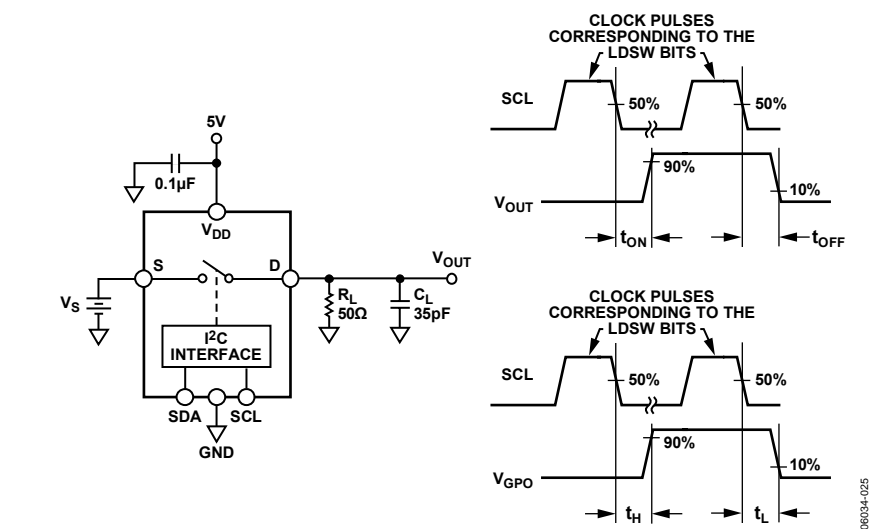 5V
0.1µF
VDD
S
D
VOUT
VS
RL
50Ω
CL
35pF
I2C
INTERFACE
SDA
SCL
GND
CLOCK PULSES
CORRESPONDING TO THE
LDSW BITS
SCL
50%
50%
90%
10%
VOUT
tON
tOFF
CLOCK PULSES
CORRESPONDING TO THE
LDSW BITS
SCL
50%
50%
90%
10%
VGPO
tH
tL
06034-025